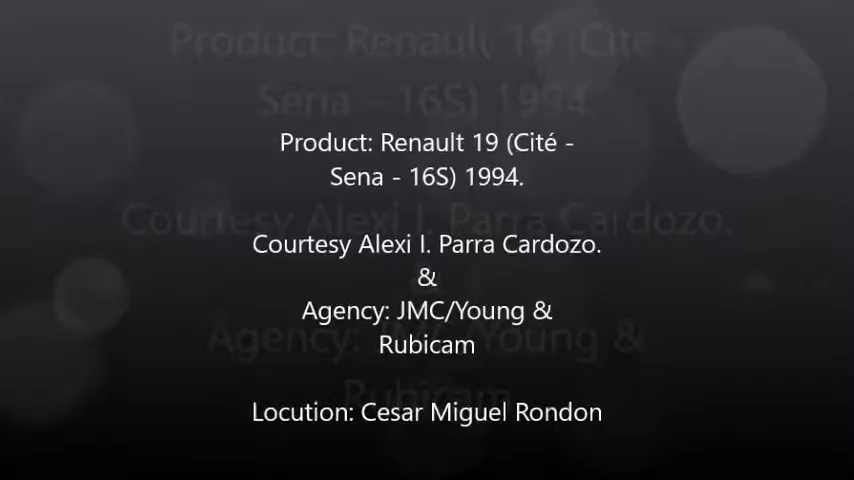 Product: Renault 19 (Cité -
Sena - 16S) 1994.
Courtesy Alexi I. Parra Cardozo.
&
Agency: JMC/Young &
Rubicam
Locution: Cesar Miguel Rondon